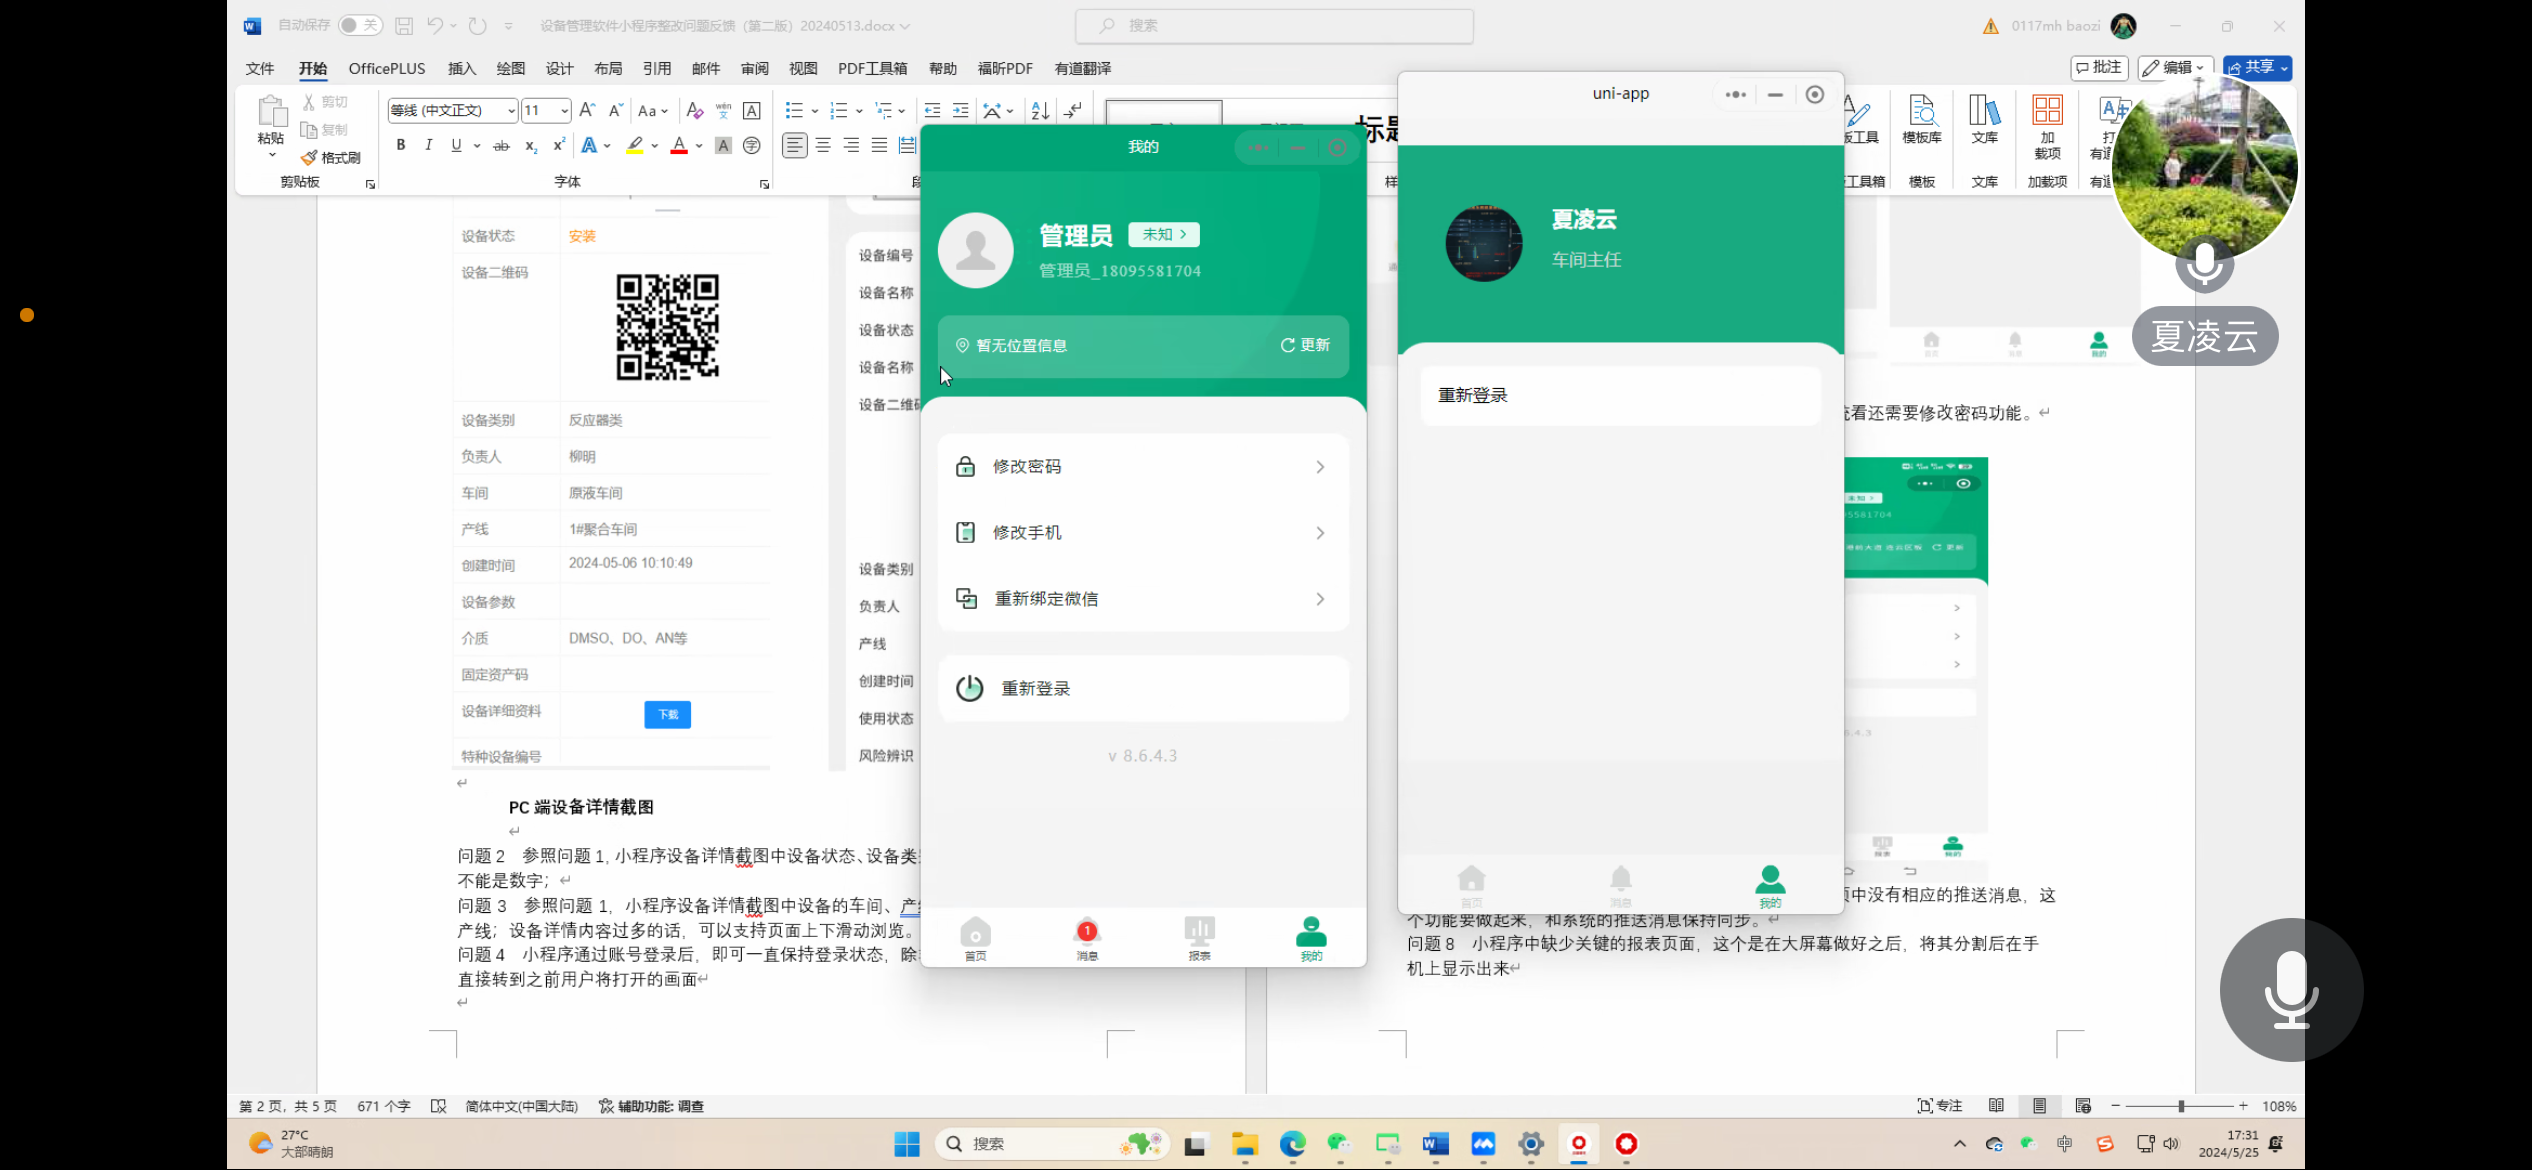 自动保存 关
设备管理软件小程序整改问题反馈（第二版）20240513.docx
搜索
0117mh baozi
文件 开始 OfficePLUS 插入 绘图 设计 布局 引用 邮件 审阅 视图 PDF工具箱 帮助 福昕PDF 有道翻译
批注 编辑 共享
粘贴 剪切 复制 格式刷
剪贴板
等线 (中文正文) 11
字体
模板库 文库 加载项
模板 文库 加载项
设备状态 安装
设备二维码
设备类别 反应器类
负责人 柳明
车间 原液车间
产线 1#聚合车间
创建时间 2024-05-06 10:10:49
设备参数
介质 DMSO、DO、AN等
固定资产码
设备详细资料 下载
特种设备编号
PC 端设备详情截图
问题 2 参照问题 1, 小程序设备详情截图中设备状态、设备类
不能是数字；
问题 3 参照问题 1，小程序设备详情截图中设备的车间、产
产线；设备详情内容过多的话，可以支持页面上下滑动浏览。
问题 4 小程序通过账号登录后，即可一直保持登录状态，除
直接转到之前用户将打开的画面
设备编号
设备名称
设备状态
设备名称
设备二维码
设备类别
负责人
产线
创建时间
使用状态
风险辨识
我的
管理员 未知 >
管理员_18095581704
暂无位置信息 更新
修改密码
修改手机
重新绑定微信
重新登录
v 8.6.4.3
首页 1 消息 报表 我的
uni-app
夏凌云
车间主任
重新登录
首页 消息 我的
看还需要修改密码功能。
页中没有相应的推送消息，这
个功能要做起来，和系统的推送消息保持同步。
问题 8 小程序中缺少关键的报表页面，这个是在大屏幕做好之后，将其分割后在手
机上显示出来
夏凌云
第 2 页，共 5 页 671 个字 简体中文(中国大陆) 辅助功能: 调查
专注 108%
27°C
大部晴朗
搜索
中
17:31
2024/5/25